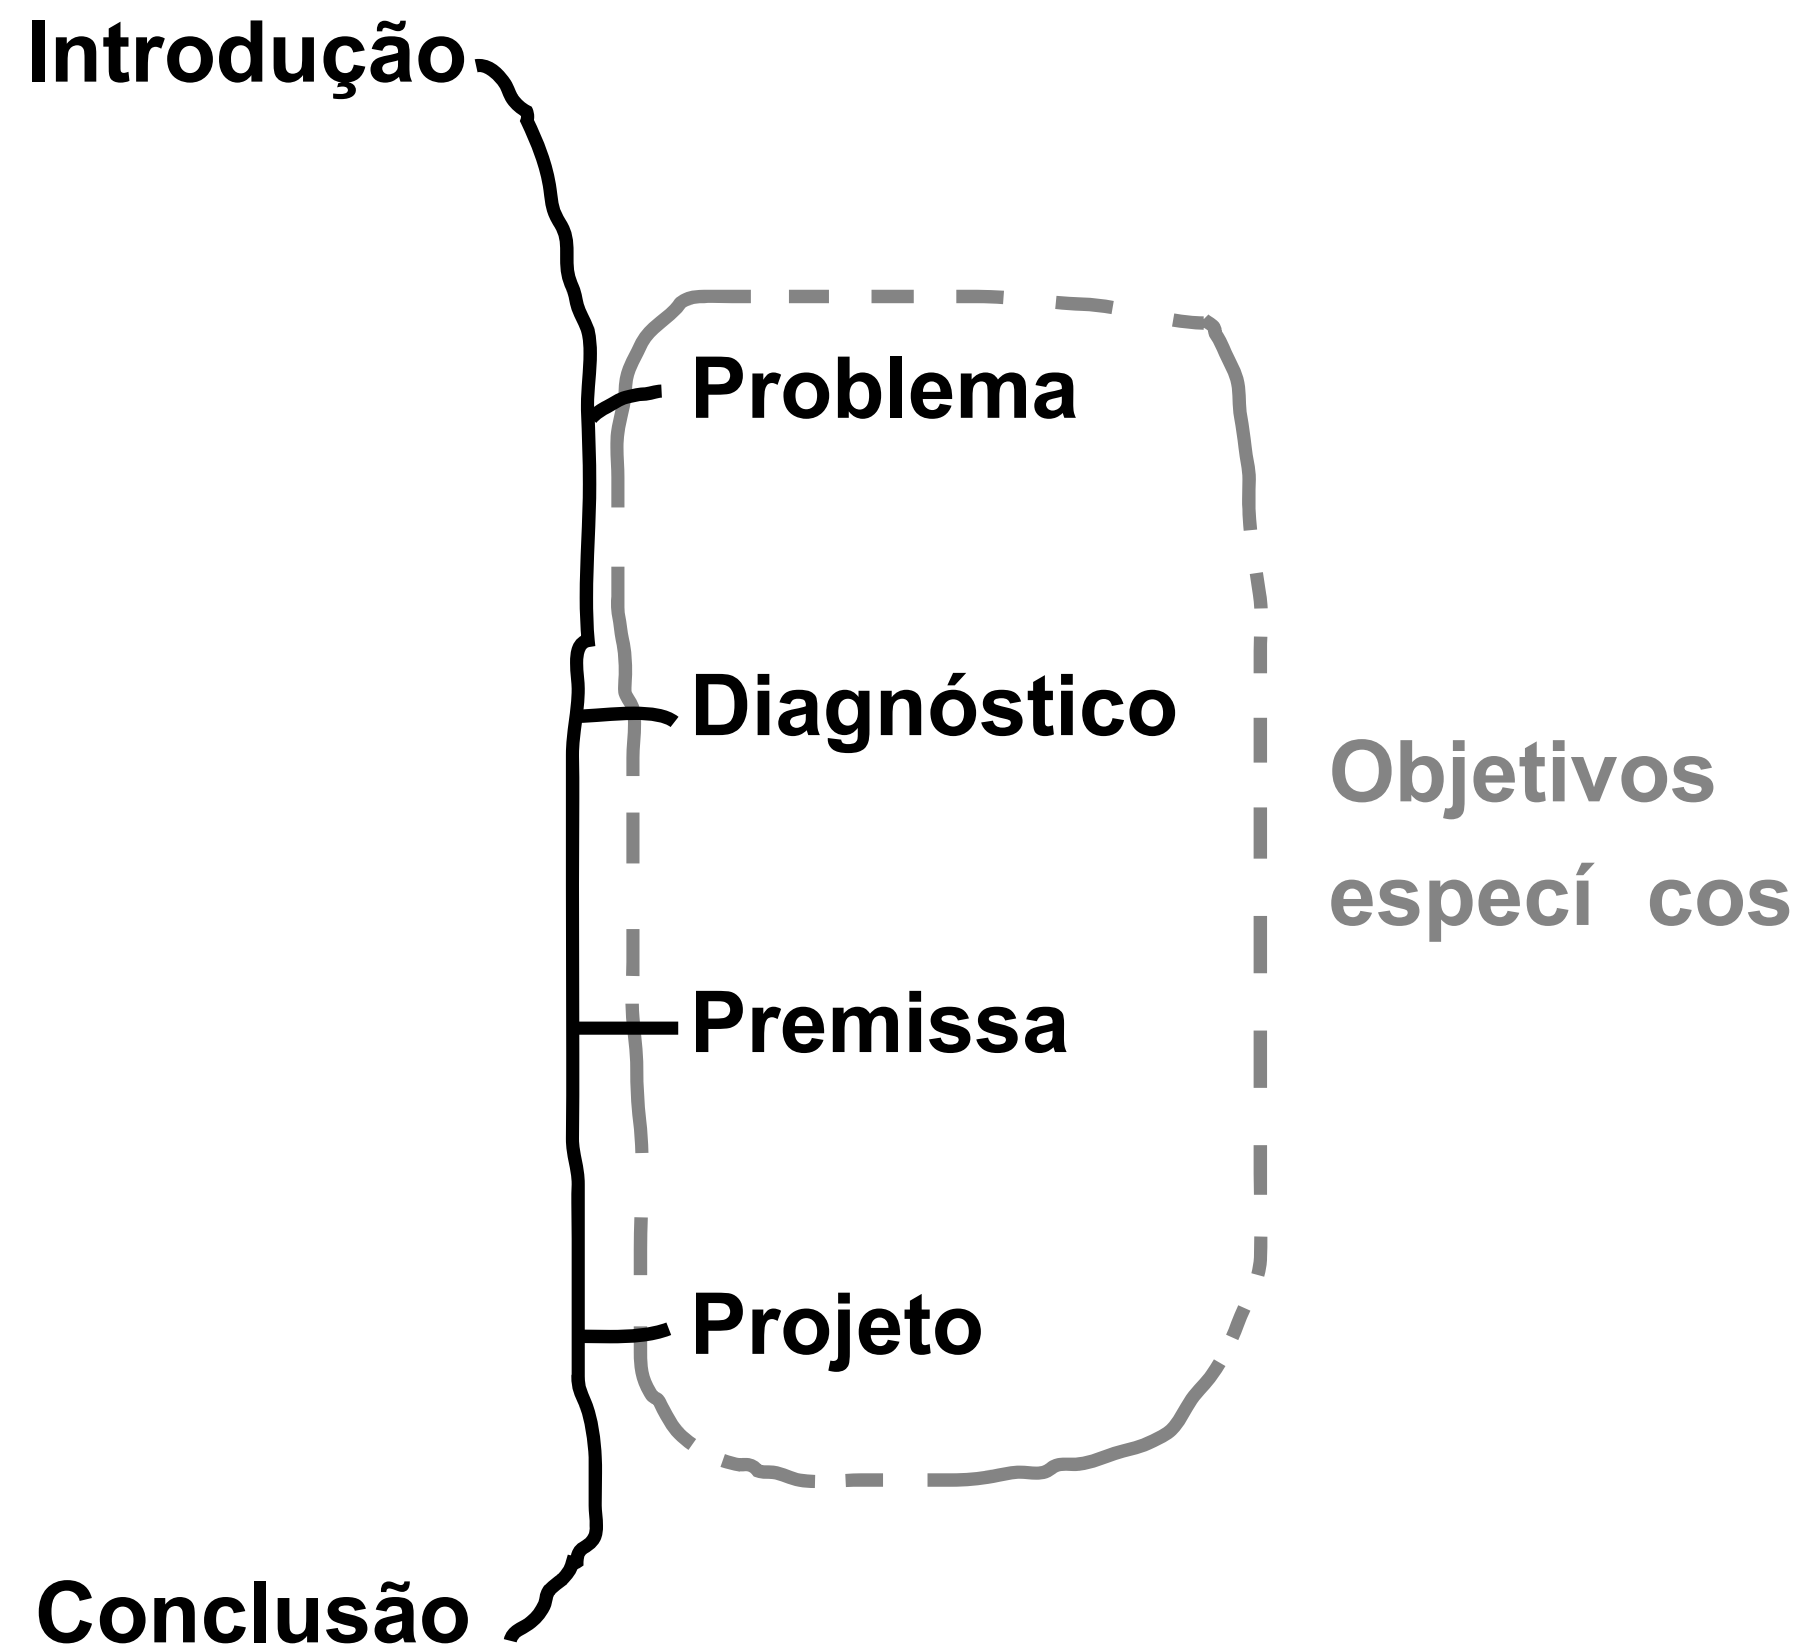 Introdução
Problema
Diagnóstico
Objetivos
especí cos
Premissa
Projeto
Conclusão